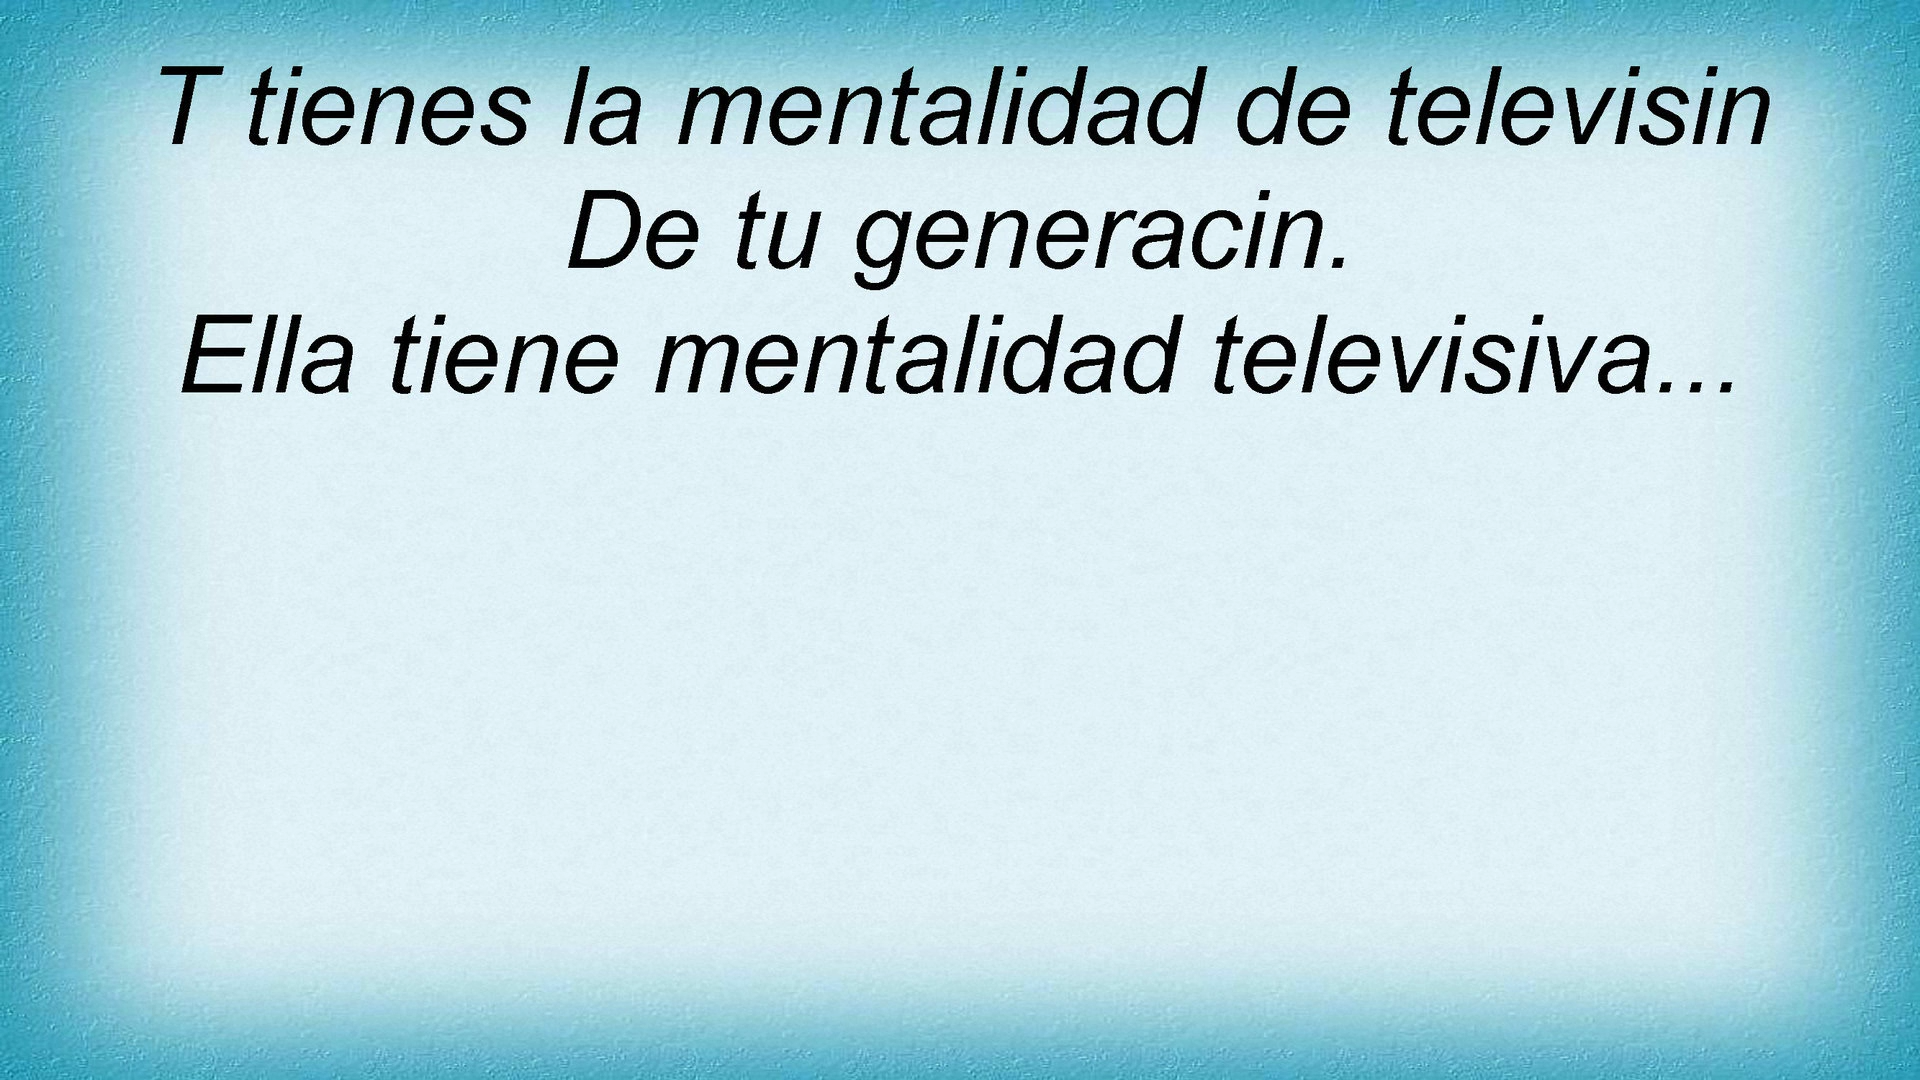 T tienes la mentalidad de televisin
De tu generacin.
Ella tiene mentalidad televisiva...